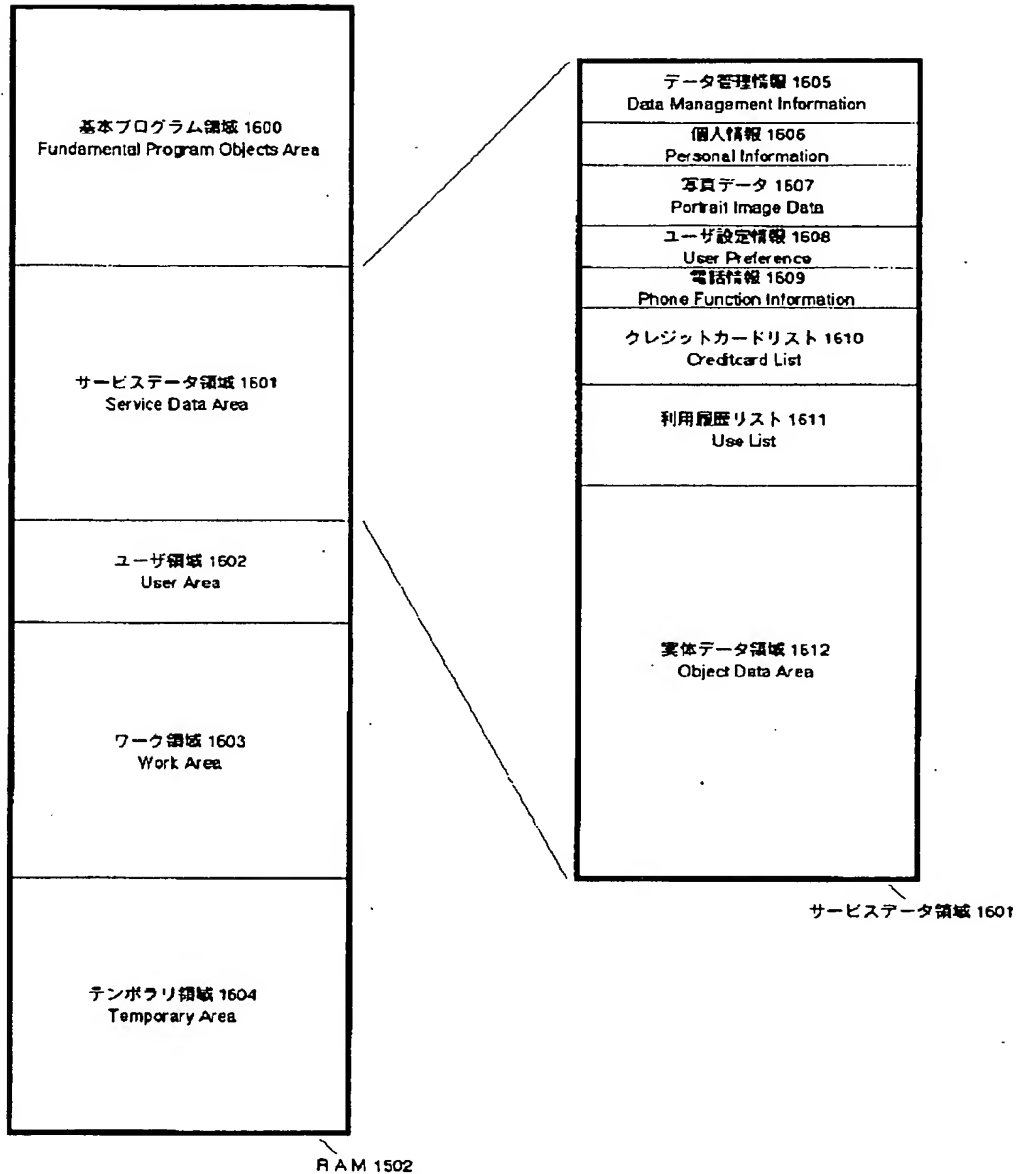 基本プログラム領域 1600
Fundamental Program Objects Area
サービスデータ領域 1601
Service Data Area
ユーザ領域 1602
User Area
ワーク領域 1603
Work Area
テンポラリ領域 1604
Temporary Area
RAM 1502
データ管理情報 1605
Data Management Information
個人情報 1606
Personal Information
写真データ 1607
Portrait Image Data
ユーザ設定情報 1608
User Preference
電話情報 1609
Phone Function Information
クレジットカードリスト 1610
Creditcard List
利用履歴リスト 1611
Use List
実体データ領域 1612
Object Data Area
サービスデータ領域 1601